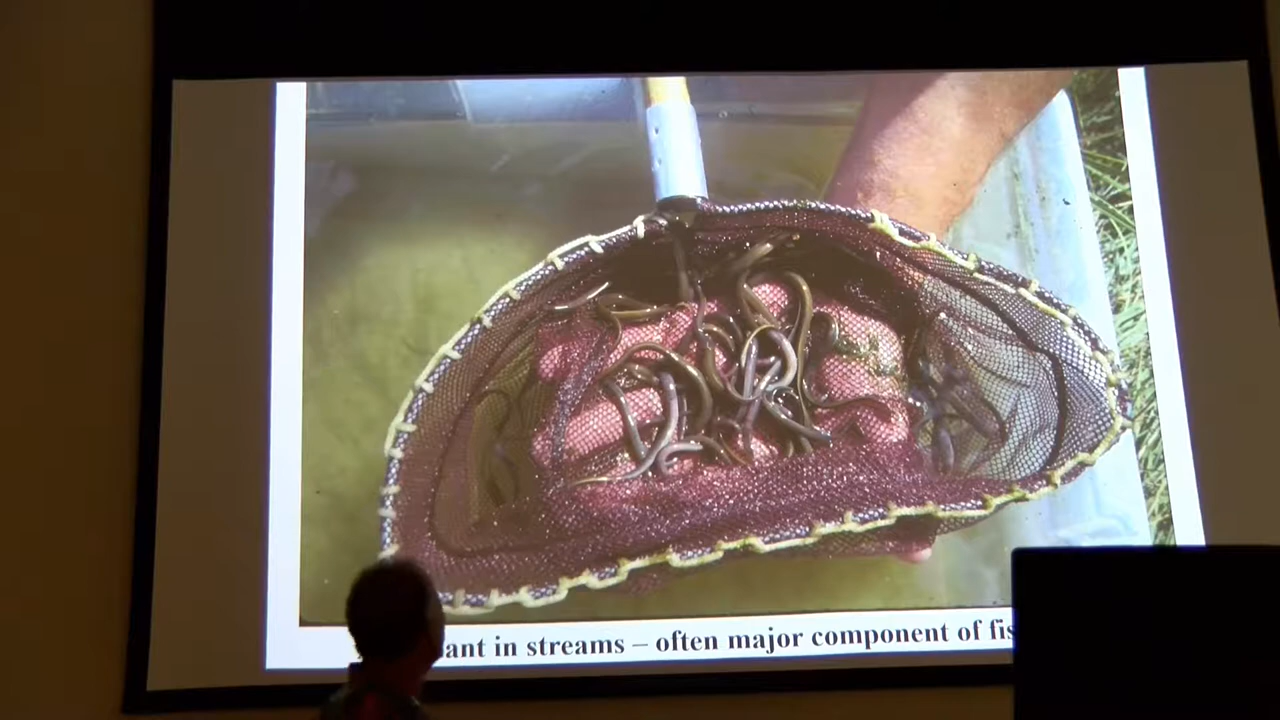 ant in streams – often major component of fis